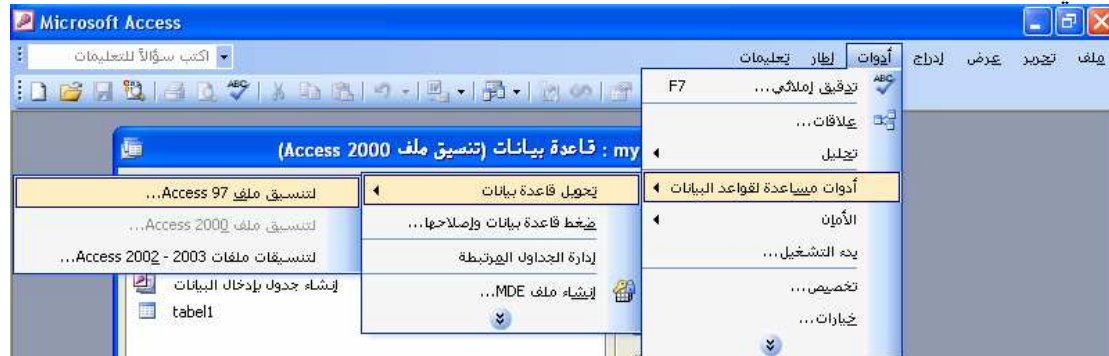 Microsoft Access
ملف تحرير عرض إدراج أدوات إطار تعليمات
اكتب سؤالاً للتعليمات
تدقيق إملائي... F7
علاقات...
تحليل
أدوات مساعدة لقواعد البيانات
الأمان
بدء التشغيل...
تخصيص...
خيارات...
my : قاعدة بيانات (تنسيق ملف Access 2000)
تحويل قاعدة بيانات
ضغط قاعدة بيانات وإصلاحها...
إدارة الجداول المرتبطة
إنشاء ملف MDE...
لتنسيق ملف Access 97...
لتنسيق ملف Access 2000...
لتنسيقات ملفات Access 2002 - 2003...
إنشاء جدول بإدخال البيانات
tabel1